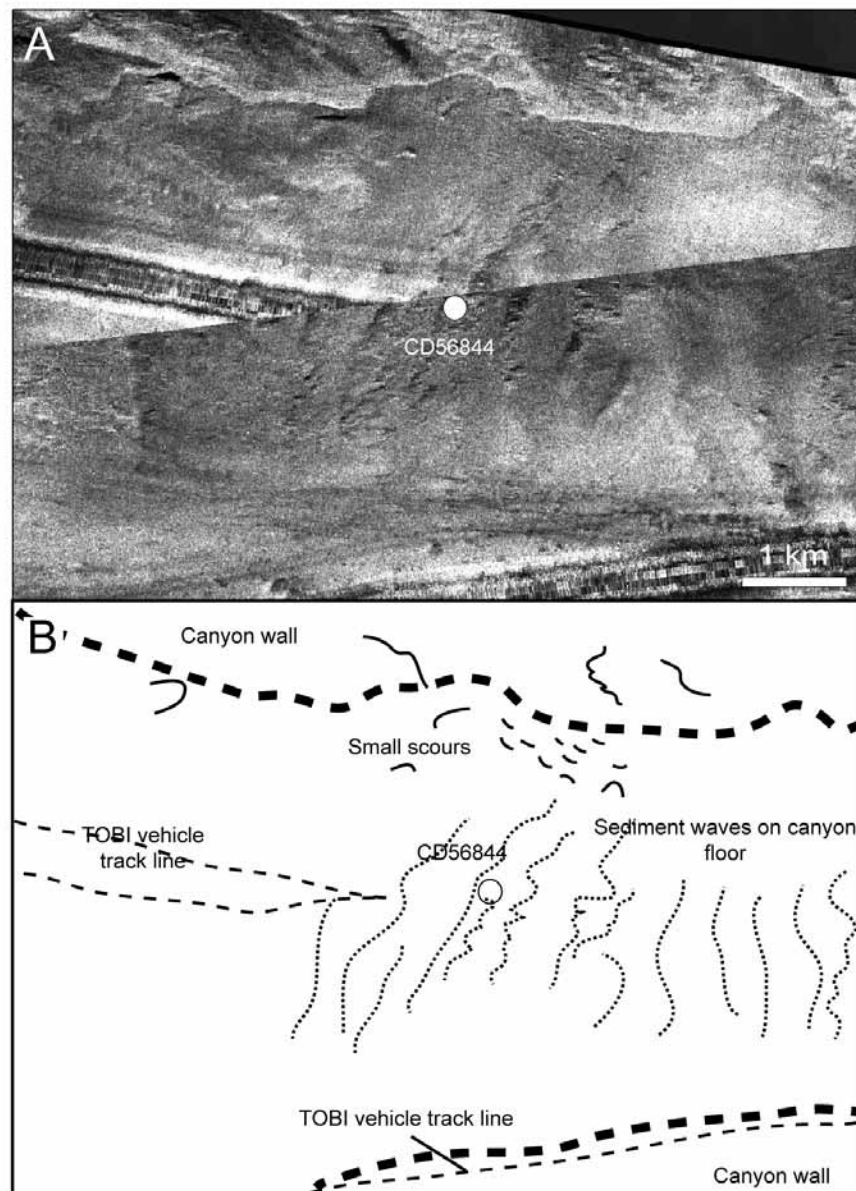 A
CD56844
1 km
B
Canyon wall
Small scours
TOBI vehicle
track line
CD56844
Sediment waves on canyon
floor
TOBI vehicle track line
Canyon wall